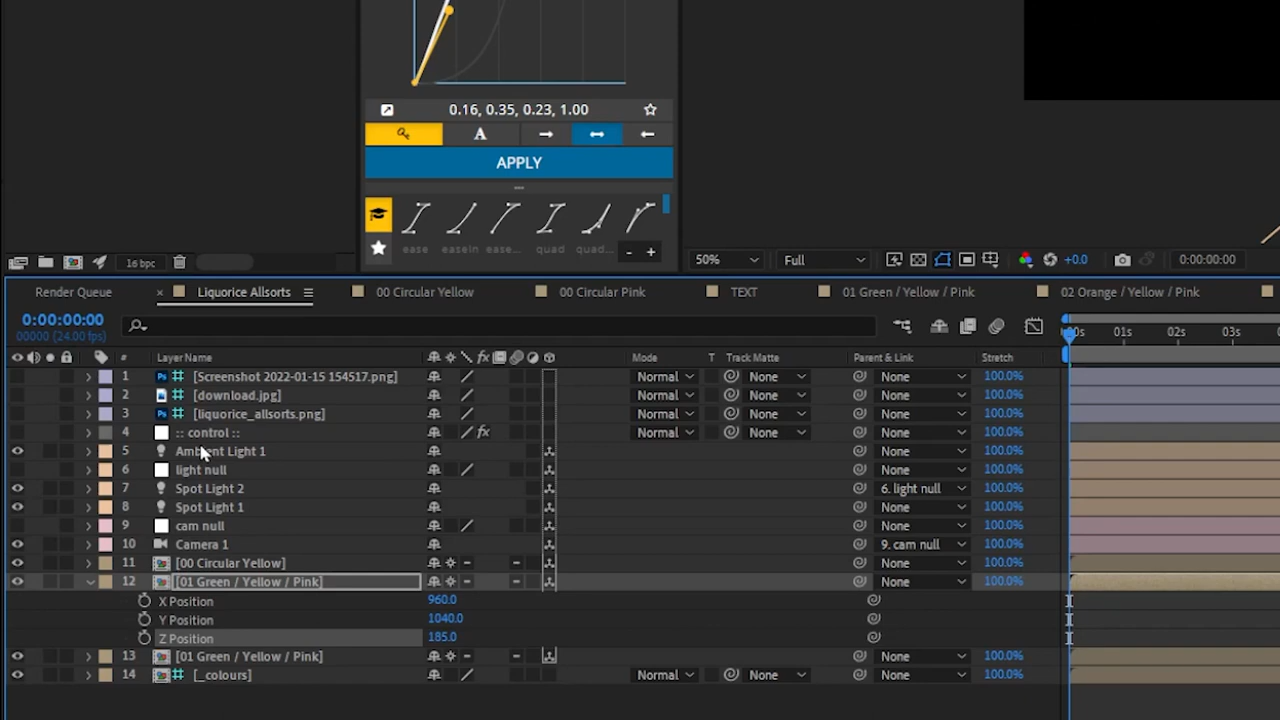 0.16, 0.35, 0.23, 1.00
A
APPLY
ease easein ease... quad quad...
- +
16 bpc
50% Full +0.0 0:00:00:00
Render Queue × Liquorice Allsorts 00 Circular Yellow 00 Circular Pink TEXT 01 Green / Yellow / Pink 02 Orange / Yellow / Pink
0:00:00:00
00000 (24.00 fps)
00s 01s 02s 03s
# Layer Name fx Mode T Track Matte Parent & Link Stretch
1 Ps [Screenshot 2022-01-15 154517.png] Normal None None 100.0%
2 [download.jpg] Normal None None 100.0%
3 Ps [liquorice_allsorts.png] Normal None None 100.0%
4 :: control :: fx Normal None None 100.0%
5 Ambient Light 1 None 100.0%
6 light null None 100.0%
7 Spot Light 2 6. light null 100.0%
8 Spot Light 1 None 100.0%
9 cam null None 100.0%
10 Camera 1 9. cam null 100.0%
11 [00 Circular Yellow] None 100.0%
12 [01 Green / Yellow / Pink] None 100.0%
X Position 960.0
Y Position 1040.0
Z Position 185.0
13 [01 Green / Yellow / Pink] None 100.0%
14 [_colours] Normal None None 100.0%